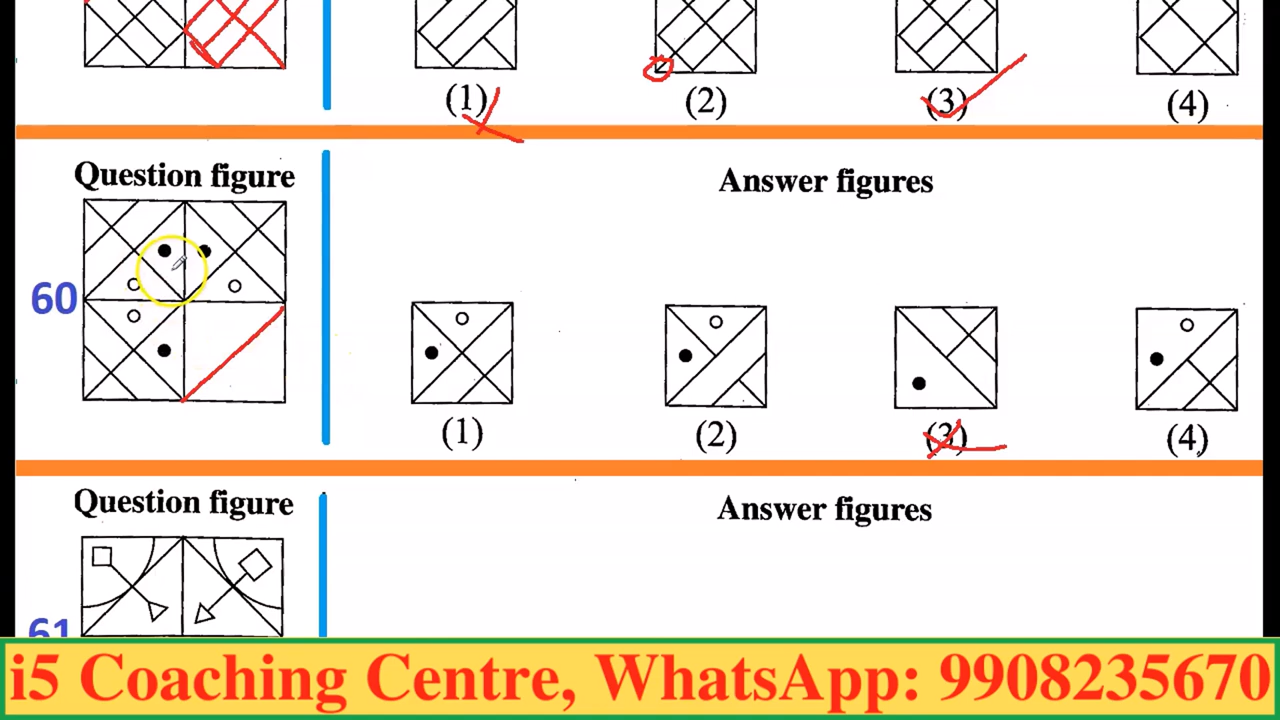 (1)
(2)
(3)
(4)
Question figure
Answer figures
60
(1)
(2)
(3)
(4)
Question figure
Answer figures
61
i5 Coaching Centre, WhatsApp: 9908235670